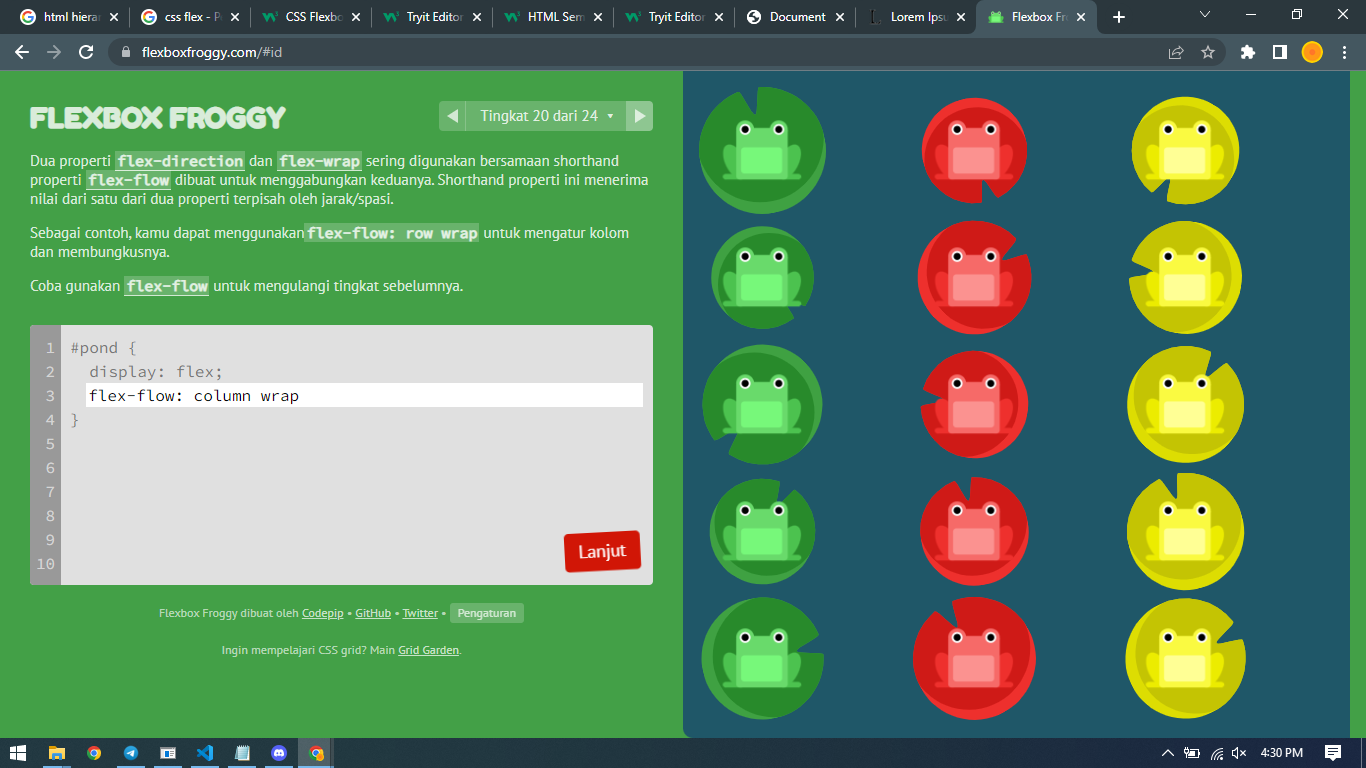 html hierar
css flex - P
CSS Flexbo
Tryit Editor
HTML Sem
Tryit Editor
Document
Lorem Ipsu
Flexbox Fro
flexboxfroggy.com/#id
FLEXBOX FROGGY
Tingkat 20 dari 24
Dua properti flex-direction dan flex-wrap sering digunakan bersamaan shorthand
properti flex-flow dibuat untuk menggabungkan keduanya. Shorthand properti ini menerima
nilai dari satu dari dua properti terpisah oleh jarak/spasi.
Sebagai contoh, kamu dapat menggunakan flex-flow: row wrap untuk mengatur kolom
dan membungkusnya.
Coba gunakan flex-flow untuk mengulangi tingkat sebelumnya.
1 #pond {
2 display: flex;
3 flex-flow: column wrap
4 }
5
6
7
8
9
10
Lanjut
Flexbox Froggy dibuat oleh Codepip • GitHub • Twitter • Pengaturan
Ingin mempelajari CSS grid? Main Grid Garden.
4:30 PM